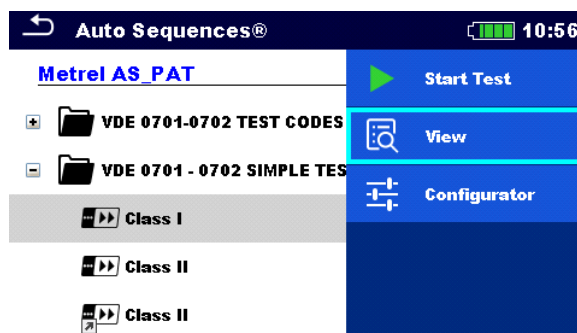 Auto Sequences®
10:56
Metrel AS_PAT
VDE 0701-0702 TEST CODES
VDE 0701 - 0702 SIMPLE TES
Class I
Class II
Class II
Start Test
View
Configurator